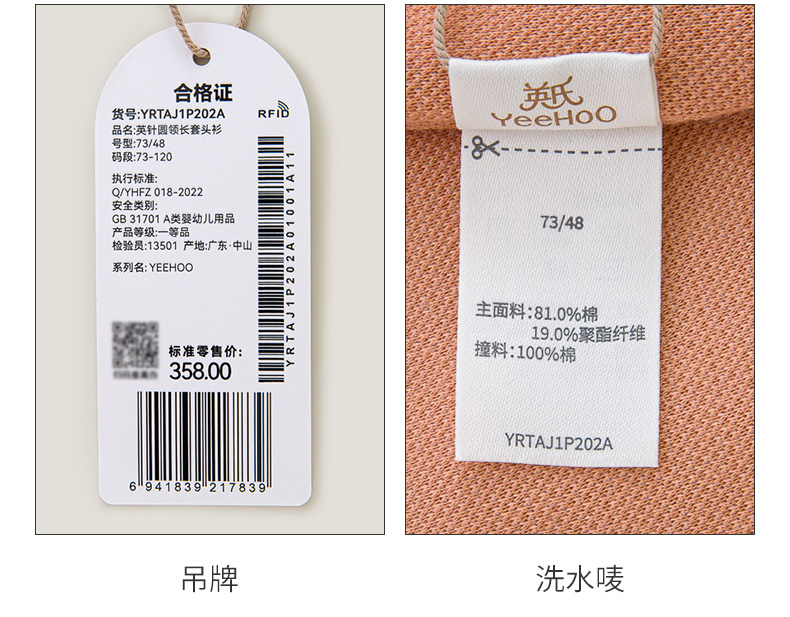 合格证
货号:YRTAJ1P202A
RFID
品名:英针圆领长套头衫
号型:73/48
码段:73-120
执行标准:
Q/YHFZ 018-2022
安全类别:
GB 31701 A类婴幼儿用品
产品等级:一等品
检验员:13501 产地:广东·中山
系列名: YEEHOO
YRTAJ1P202A01001A11
标准零售价:
358.00
6 941839 217839
英氏
YeeHOO
73/48
主面料:81.0%棉
19.0%聚酯纤维
撞料:100%棉
YRTAJ1P202A
吊牌
洗水唛